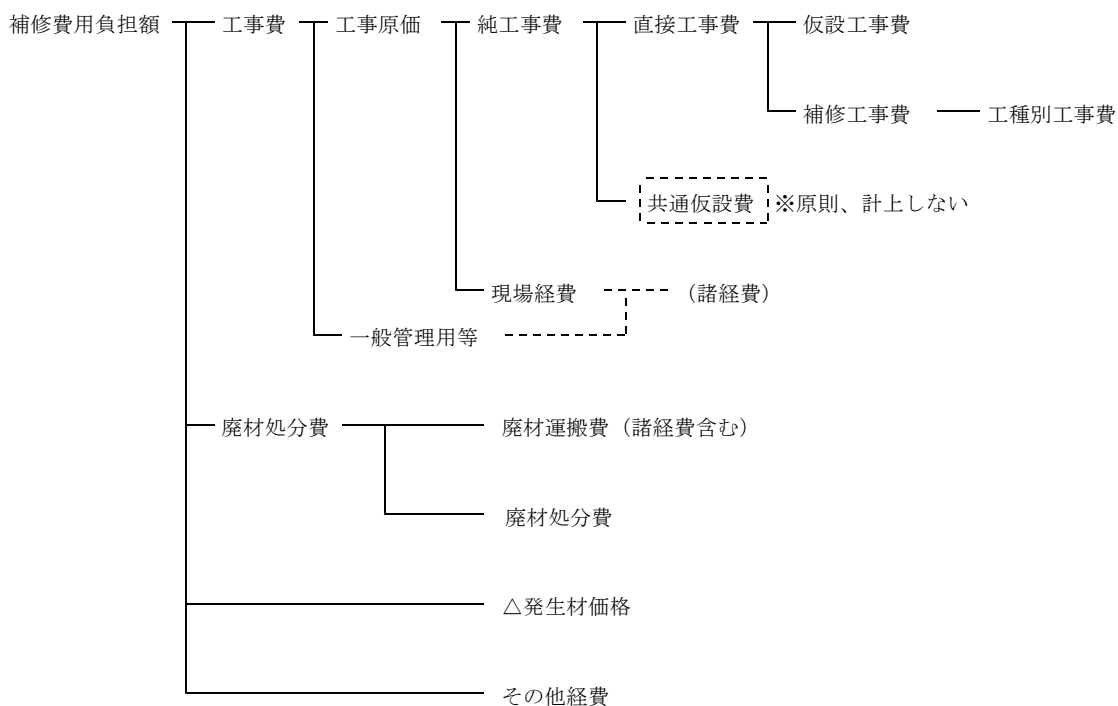 補修費用負担額 工事費 工事原価 純工事費 直接工事費 仮設工事費
補修工事費 工種別工事費
共通仮設費 ※原則、計上しない
現場経費 （諸経費）
一般管理用等
廃材処分費 廃材運搬費（諸経費含む）
廃材処分費
△発生材価格
その他経費